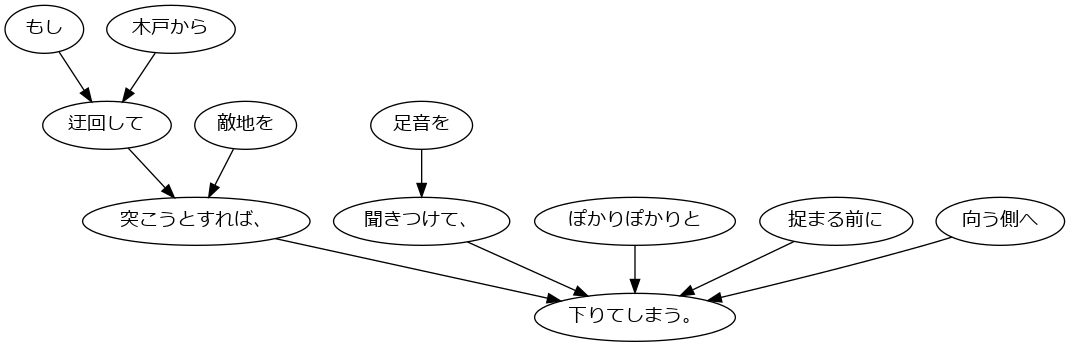 もし
木戸から
迂回して
敵地を
足音を
突こうとすれば、
聞きつけて、
ぽかりぽかりと
捉まる前に
向う側へ
下りてしまう。